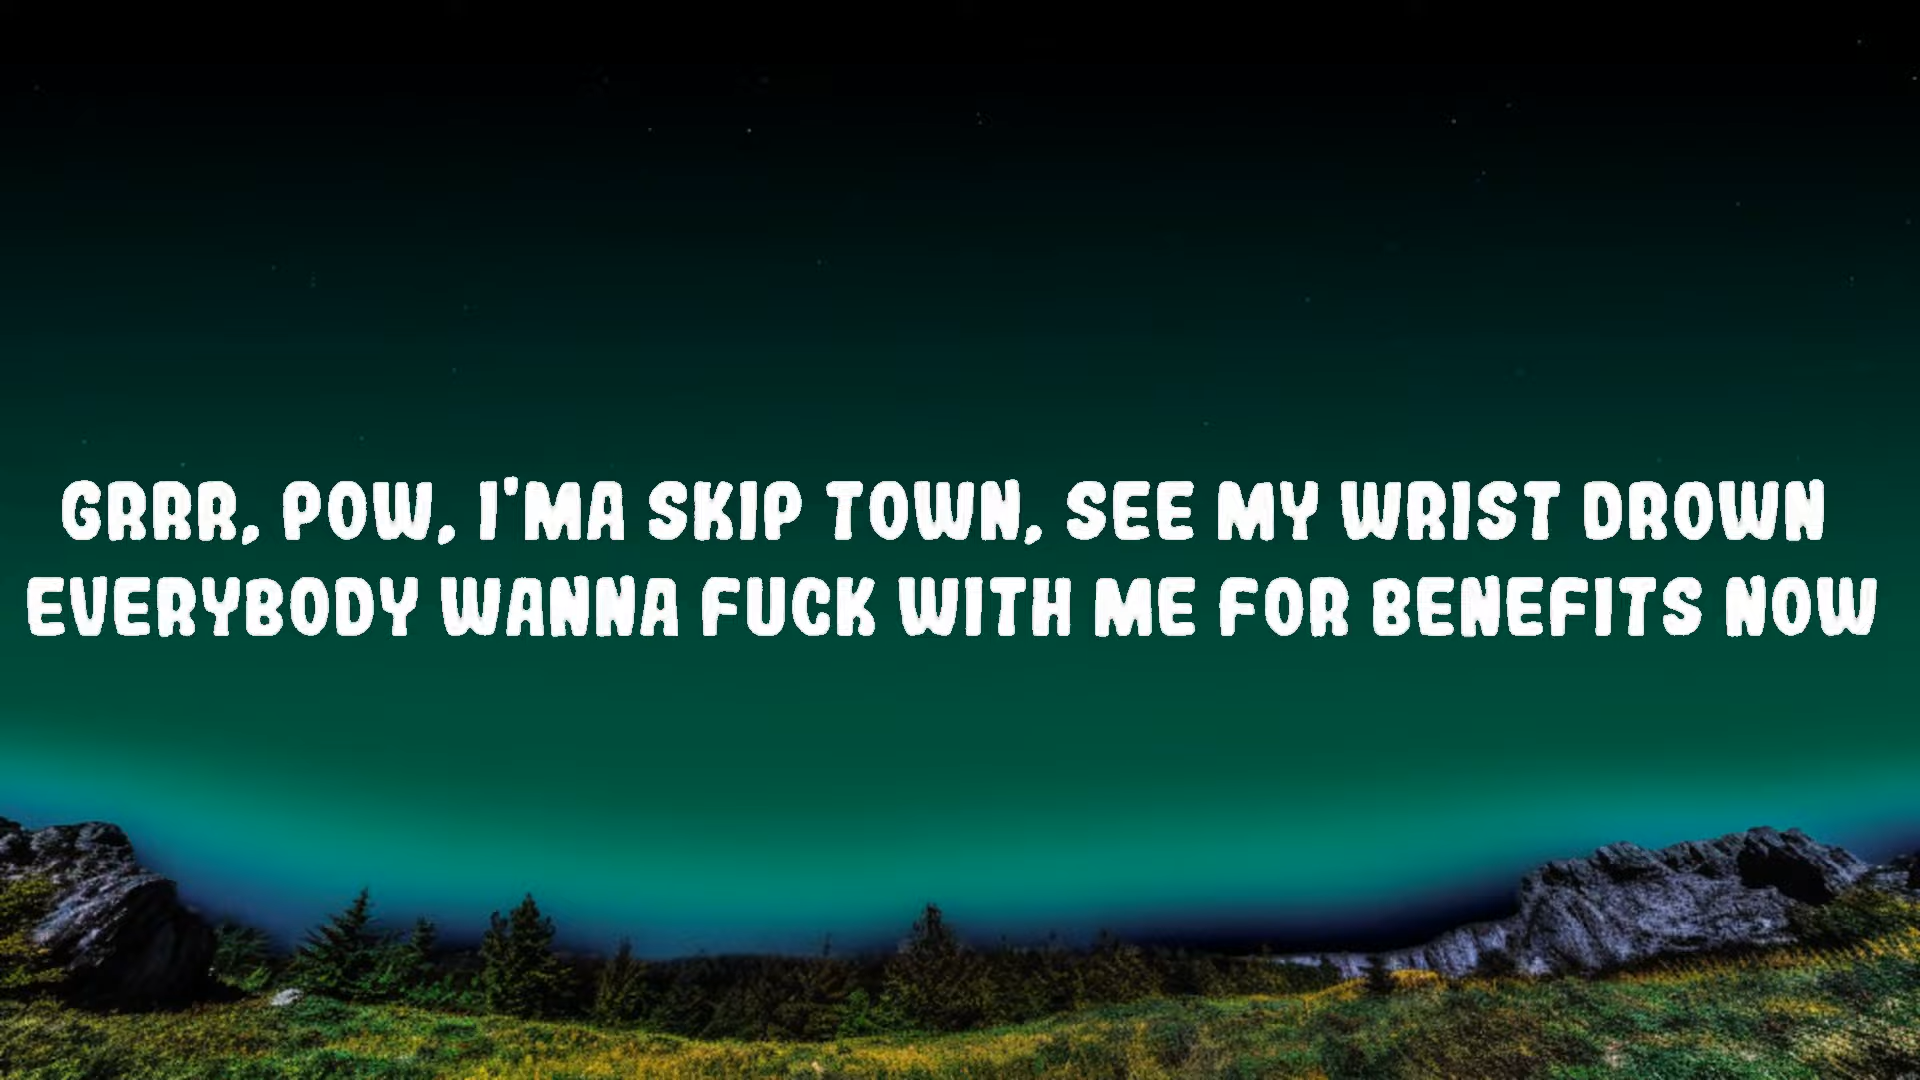 GRRR, POW, I'MA SKIP TOWN, SEE MY WRIST DROWN
EVERYBODY WANNA FUCK WITH ME FOR BENEFITS NOW